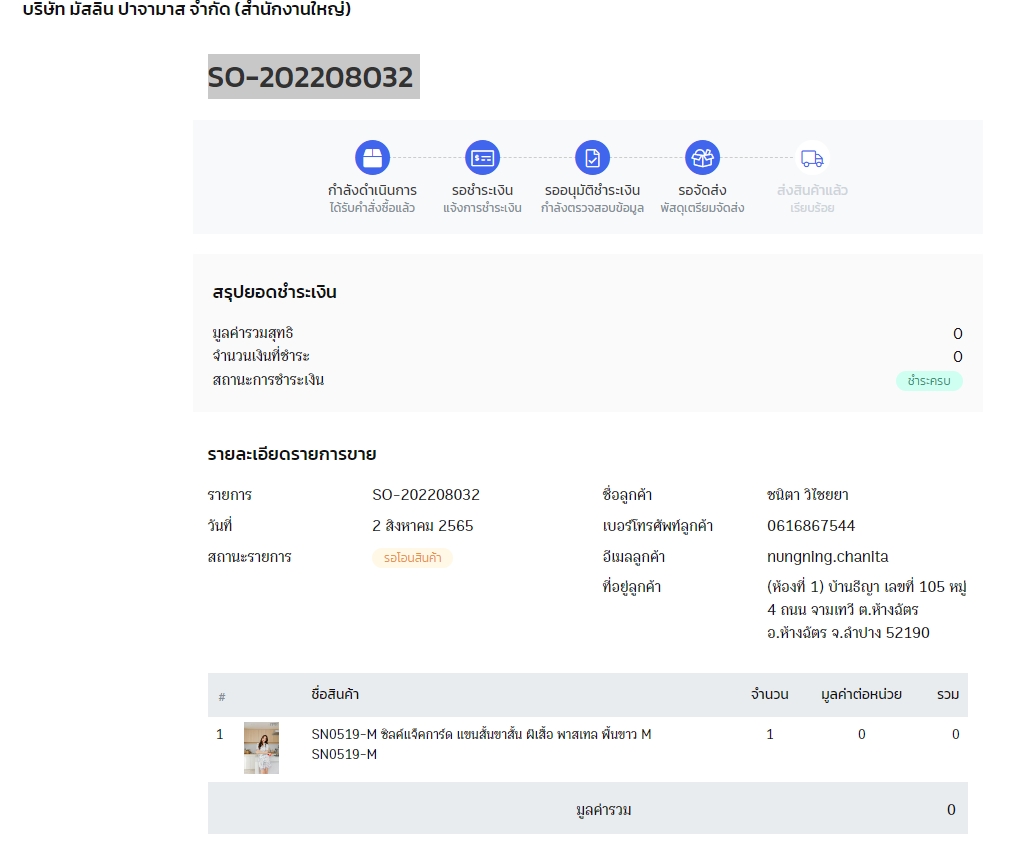 บริษัท มัสลิน ปาจามาส จำกัด (สำนักงานใหญ่)
SO-202208032
กำลังดำเนินการ รอชำระเงิน รออนุมัติชำระเงิน รอจัดส่ง ส่งสินค้าแล้ว
ได้รับคำสั่งซื้อแล้ว แจ้งการชำระเงิน กำลังตรวจสอบข้อมูล พัสดุเตรียมจัดส่ง เรียบร้อย
สรุปยอดชำระเงิน
มูลค่ารวมสุทธิ 0
จำนวนเงินที่ชำระ 0
สถานะการชำระเงิน ชำระครบ
รายละเอียดรายการขาย
รายการ SO-202208032 ชื่อลูกค้า ชนิตา วิไชยยา
วันที่ 2 สิงหาคม 2565 เบอร์โทรศัพท์ลูกค้า 0616867544
สถานะรายการ รอโอนสินค้า อีเมลลูกค้า nungning.chanita
ที่อยู่ลูกค้า (ห้องที่ 1) บ้านธีญา เลขที่ 105 หมู่
4 ถนน จามเทวี ต.ห้างฉัตร
อ.ห้างฉัตร จ.ลำปาง 52190
# ชื่อสินค้า จำนวน มูลค่าต่อหน่วย รวม
1 SN0519-M ซิลค์แจ็คการ์ด แขนสั้นขาสั้น ผีเสื้อ พาสเทล พื้นขาว M 1 0 0
SN0519-M
มูลค่ารวม 0